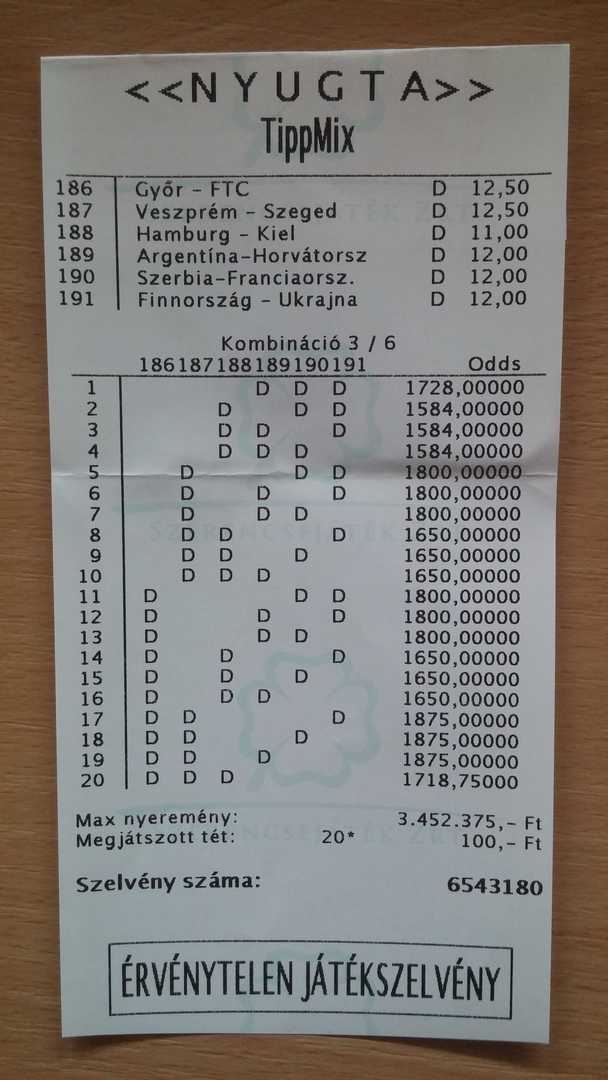 <<NYUGTA>>
TippMix
186 Győr – FTC D 12,50
187 Veszprém – Szeged D 12,50
188 Hamburg – Kiel D 11,00
189 Argentína–Horvátorsz D 12,00
190 Szerbia–Franciaorsz. D 12,00
191 Finnország – Ukrajna D 12,00
Kombináció 3 / 6
186187188189190191 Odds
1 D D D 1728,00000
2 D D D 1584,00000
3 D D D 1584,00000
4 D D D 1584,00000
5 D D D 1800,00000
6 D D D 1800,00000
7 D D D 1800,00000
8 D D D 1650,00000
9 D D D 1650,00000
10 D D D 1650,00000
11 D D D 1800,00000
12 D D D 1800,00000
13 D D D 1800,00000
14 D D D 1650,00000
15 D D D 1650,00000
16 D D D 1650,00000
17 D D D 1875,00000
18 D D D 1875,00000
19 D D D 1875,00000
20 D D D 1718,75000
Max nyeremény: 3.452.375,– Ft
Megjátszott tét: 20* 100,– Ft
Szelvény száma: 6543180
ÉRVÉNYTELEN JÁTÉKSZELVÉNY